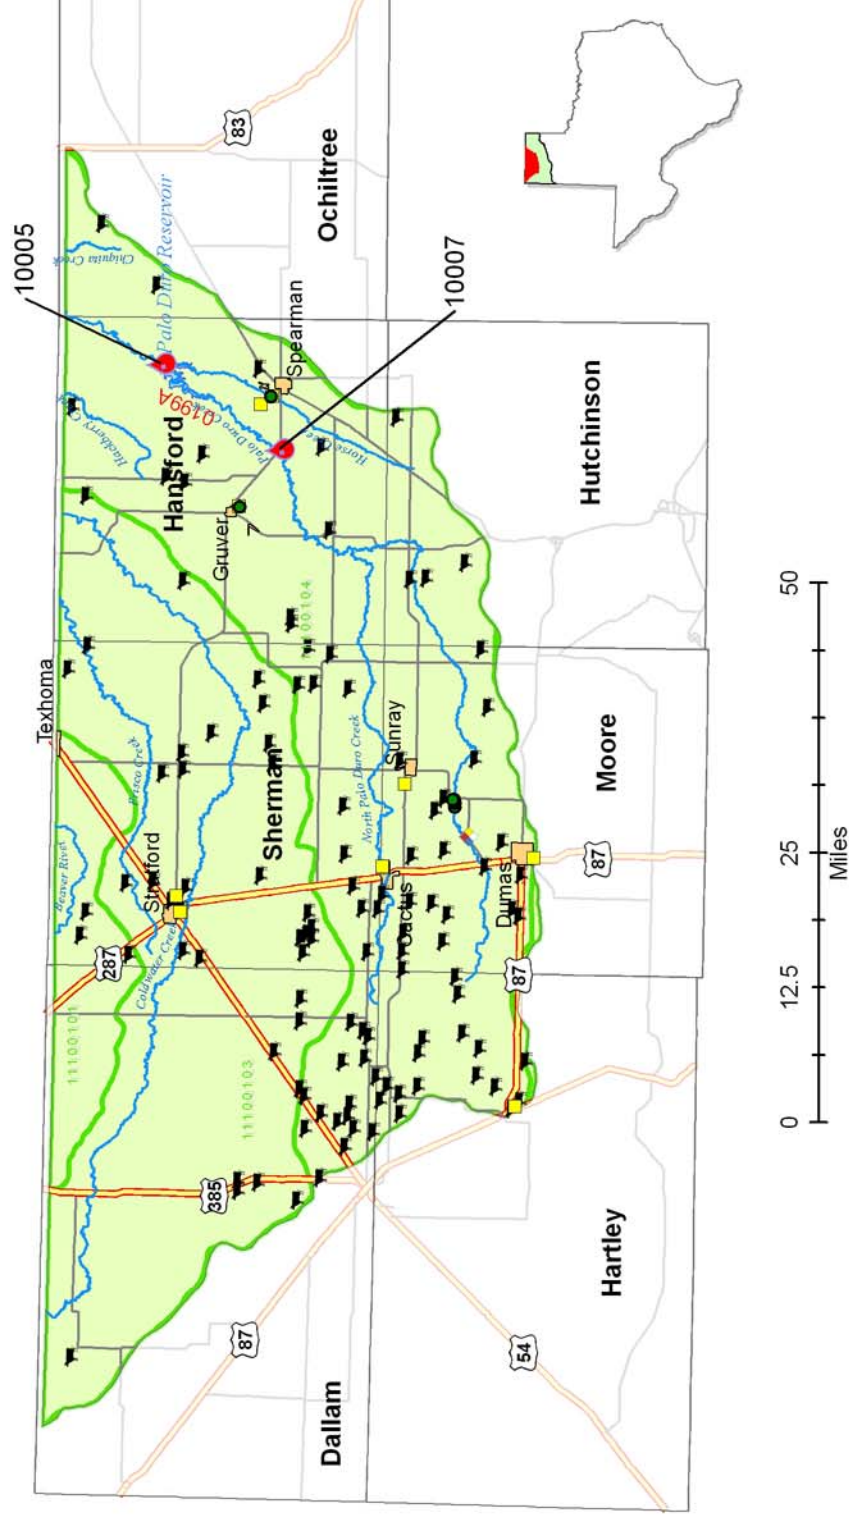 10005
83
Ochiltree
Chiquita Creek
Palo Duro Reservoir
10007
Spearman
0199A
Palo Duro Creek
Horse Creek
Hackberry Creek
Hansford
Gruver
Hutchinson
11100104
Texhoma
Frisco Creek
Sherman
North Palo Duro Creek
Sunray
Moore
Beaver River
Stratford
Cactus
Dumas
87
287
Coldwater Creek
87
11100101
11100103
385
Hartley
87
54
Dallam
0
12.5
25
50
Miles